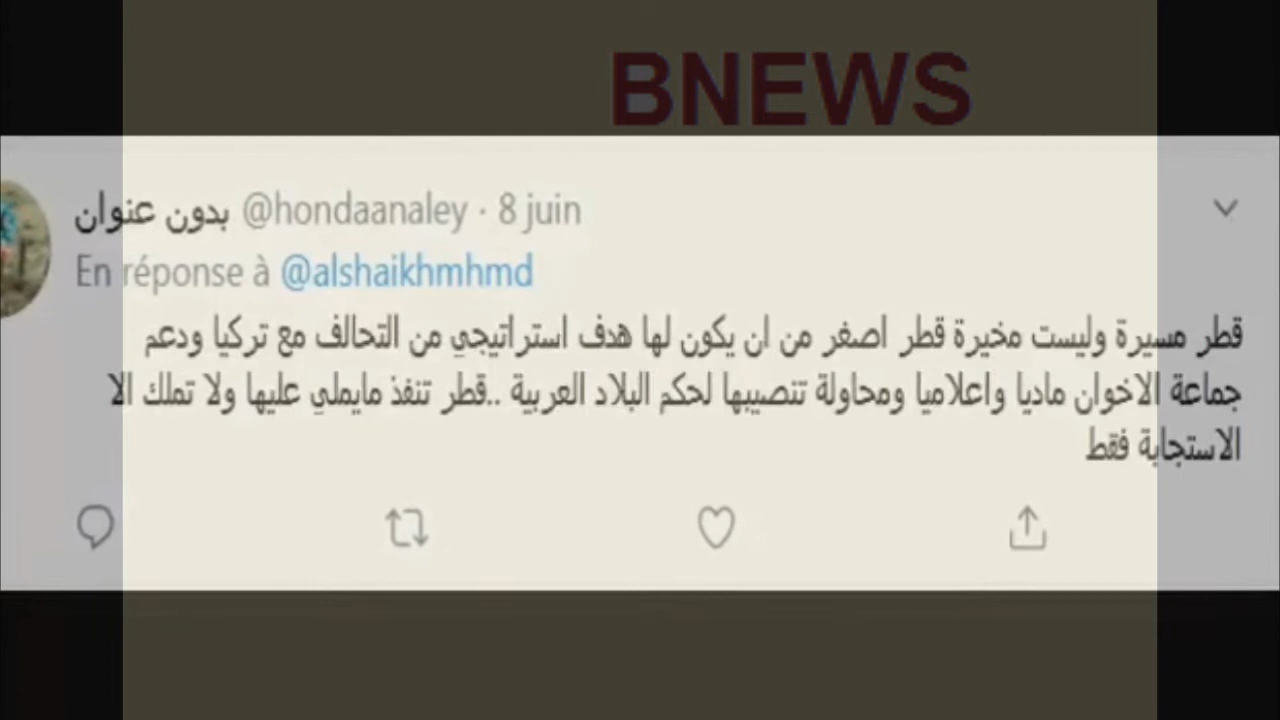 BNEWS
بدون عنوان @hondaanaley · 8 juin
En réponse à @alshaikhmhmd
قطر مسيرة وليست مخيرة قطر اصغر من ان يكون لها هدف استراتيجي من التحالف مع تركيا ودعم
جماعة الاخوان ماديا واعلاميا ومحاولة تنصيبها لحكم البلاد العربية ..قطر تنفذ مايملي عليها ولا تملك الا
الاستجابة فقط